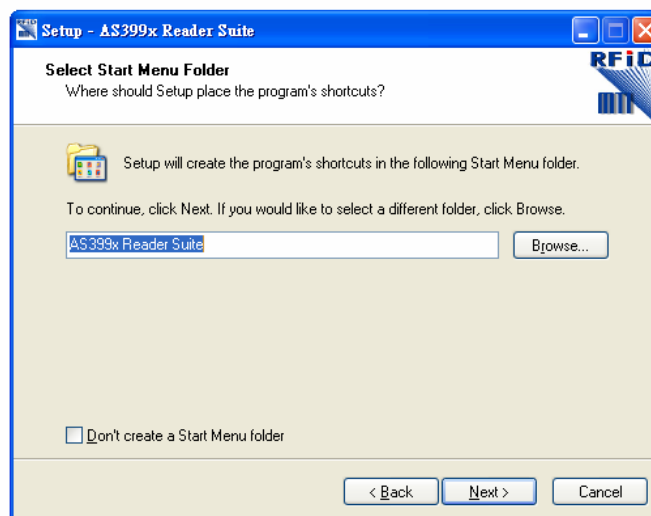 Setup - AS399x Reader Suite
Select Start Menu Folder
Where should Setup place the program's shortcuts?
RFiD
mti
Setup will create the program's shortcuts in the following Start Menu folder.
To continue, click Next. If you would like to select a different folder, click Browse.
AS399x Reader Suite
Browse...
Don't create a Start Menu folder
< Back
Next >
Cancel